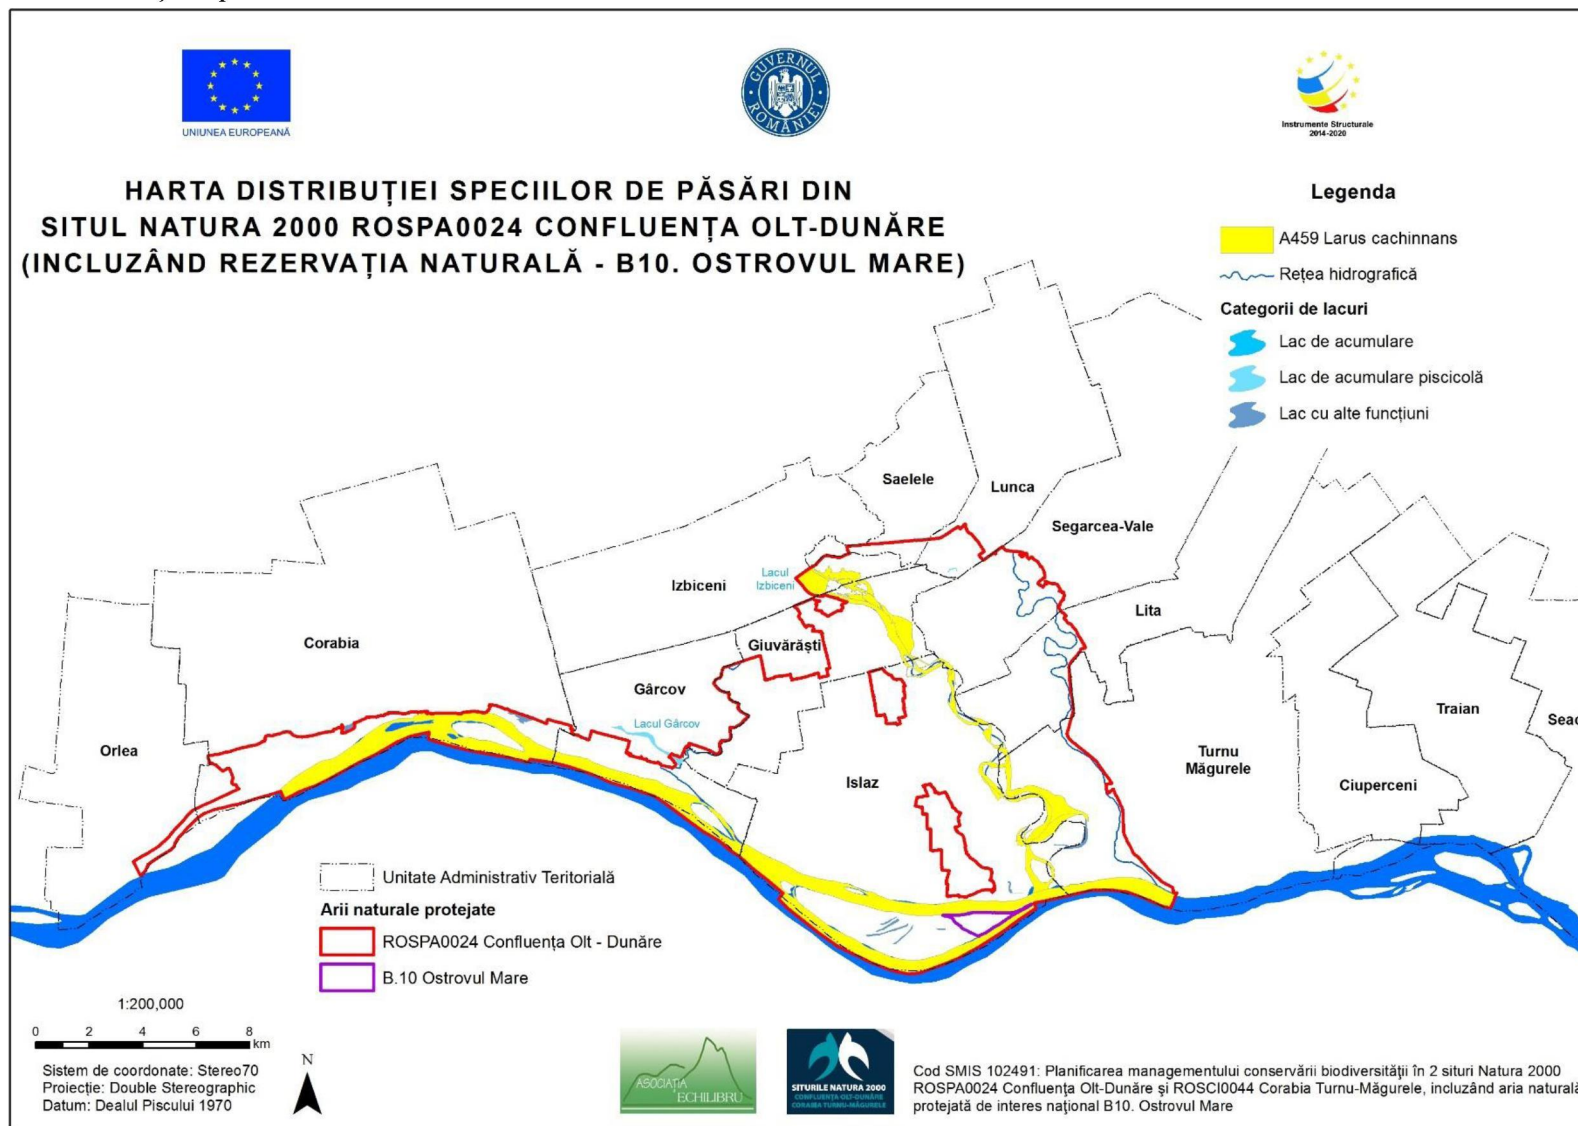 UNIUNEA EUROPEANĂ
GUVERNUL ROMÂNIEI
Instrumente Structurale
2014-2020
HARTA DISTRIBUȚIEI SPECIILOR DE PĂSĂRI DIN
SITUL NATURA 2000 ROSPA0024 CONFLUENȚA OLT-DUNĂRE
(INCLUZÂND REZERVAȚIA NATURALĂ - B10. OSTROVUL MARE)
Legenda
A459 Larus cachinnans
Rețea hidrografică
Categorii de lacuri
Lac de acumulare
Lac de acumulare piscicolă
Lac cu alte funcțiuni
Saelele
Lunca
Segarcea-Vale
Lacul
Izbiceni
Izbiceni
Lita
Corabia
Giuvărăști
Gârcov
Lacul Gârcov
Orlea
Islaz
Turnu
Măgurele
Traian
Seac
Ciuperceni
Unitate Administrativ Teritorială
Arii naturale protejate
ROSPA0024 Confluența Olt - Dunăre
B.10 Ostrovul Mare
1:200,000
0 2 4 6 8
km
N
Sistem de coordonate: Stereo70
Proiecție: Double Stereographic
Datum: Dealul Piscului 1970
ASOCIAȚIA
ECHILIBRU
SITURILE NATURA 2000
CONFLUENȚA OLT-DUNĂRE
CORABIA TURNU-MĂGURELE
Cod SMIS 102491: Planificarea managementului conservării biodiversității în 2 situri Natura 2000
ROSPA0024 Confluența Olt-Dunăre și ROSCI0044 Corabia Turnu-Măgurele, incluzând aria naturală
protejată de interes național B10. Ostrovul Mare